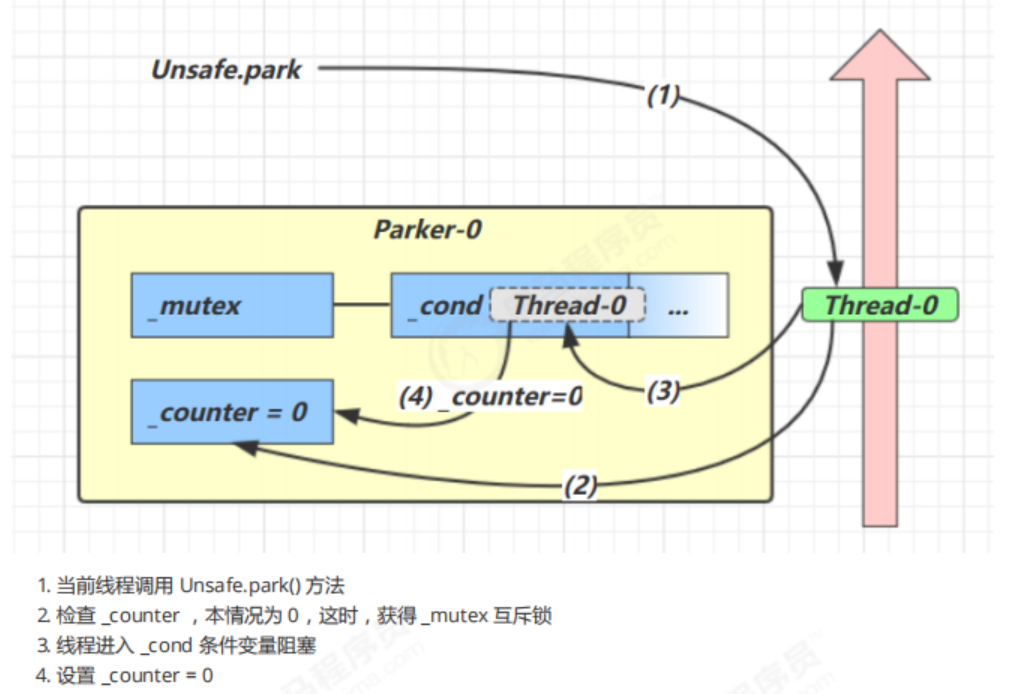 Unsafe.park
(1)
Parker-0
_mutex
_cond
Thread-0
...
Thread-0
(4) _counter=0
(3)
_counter = 0
(2)
1. 当前线程调用 Unsafe.park() 方法
2. 检查 _counter ，本情况为 0，这时，获得 _mutex 互斥锁
3. 线程进入 _cond 条件变量阻塞
4. 设置 _counter = 0